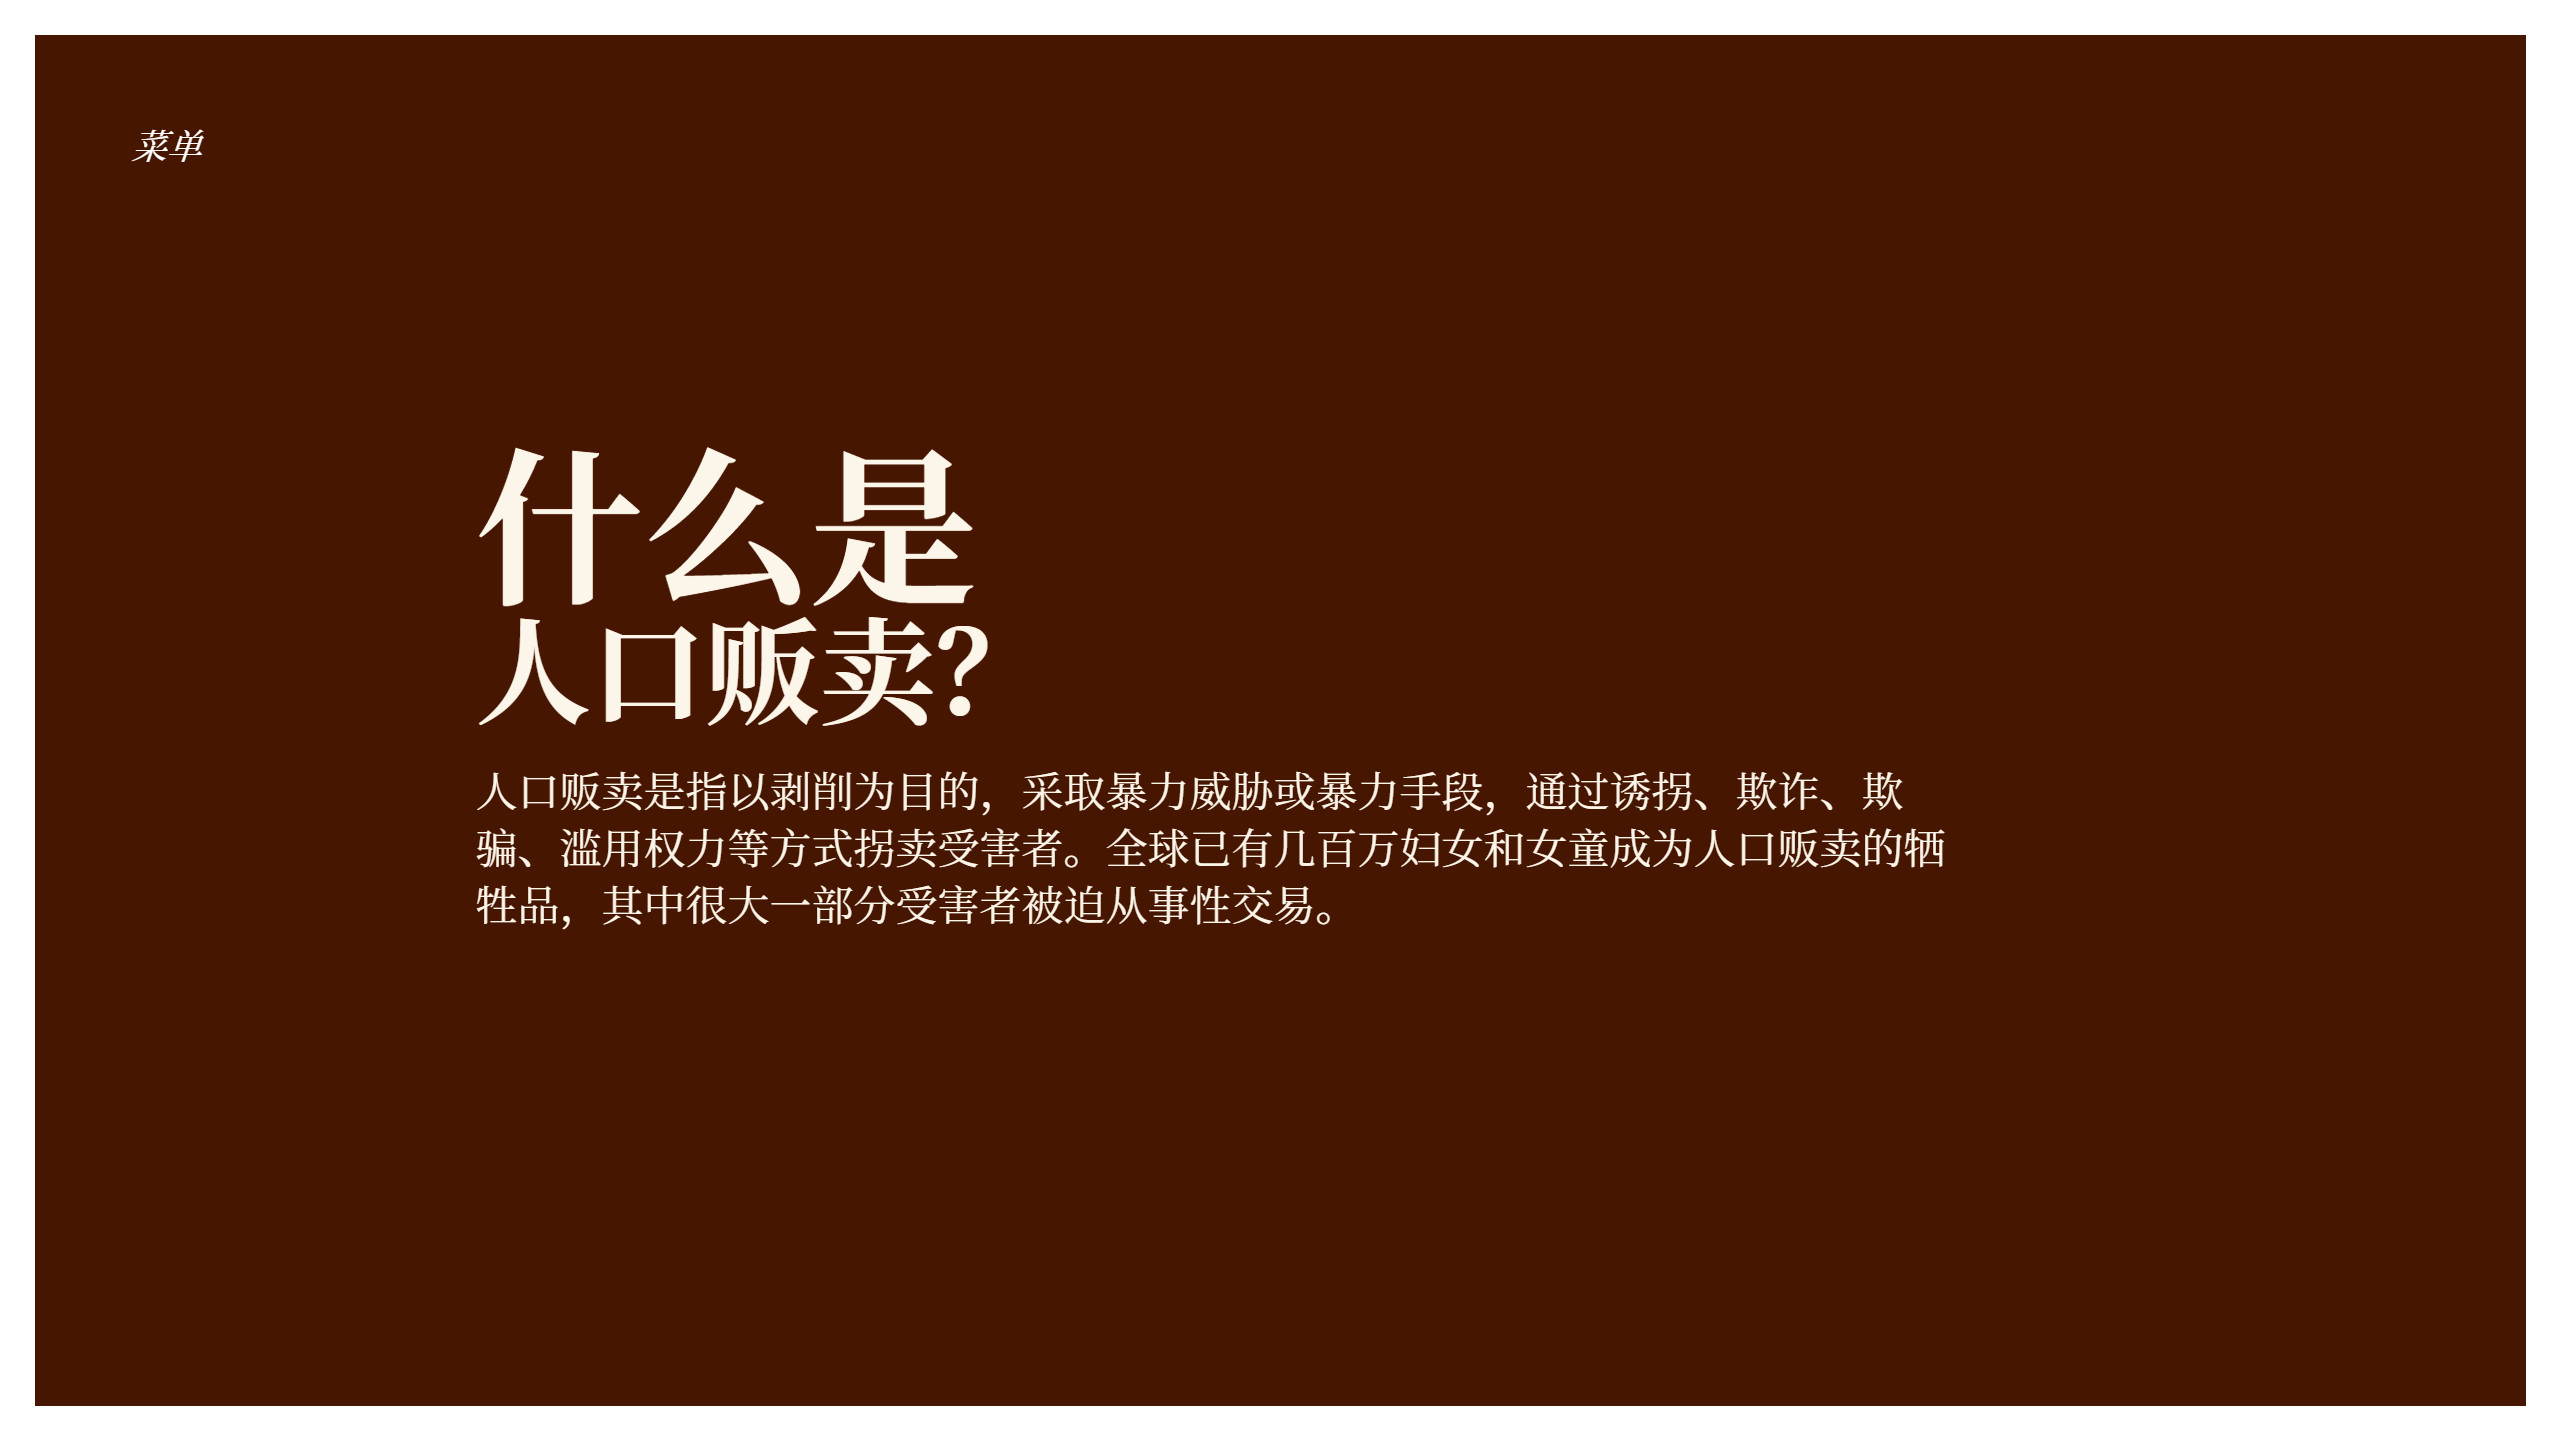 菜单
什么是
人口贩卖？
人口贩卖是指以剥削为目的，采取暴力威胁或暴力手段，通过诱拐、欺诈、欺
骗、滥用权力等方式拐卖受害者。全球已有几百万妇女和女童成为人口贩卖的牺
牲品，其中很大一部分受害者被迫从事性交易。